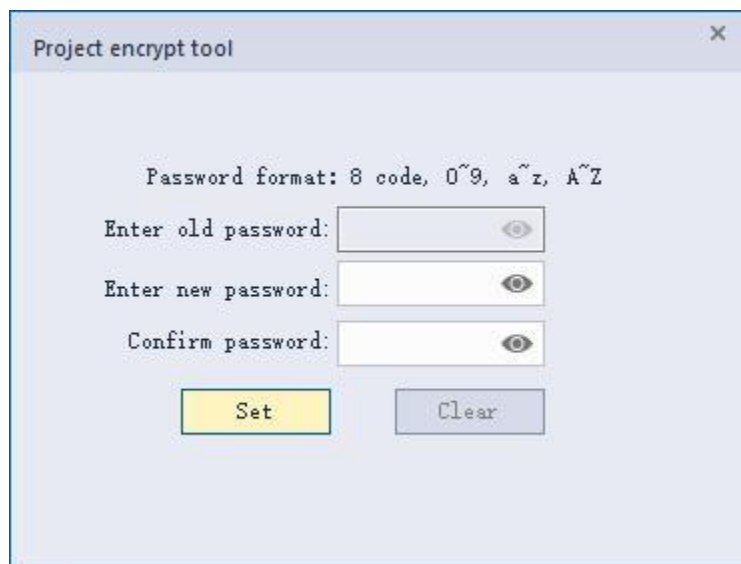 Project encrypt tool
Password format: 8 code, 0~9, a~z, A~Z
Enter old password:
Enter new password:
Confirm password:
Set
Clear